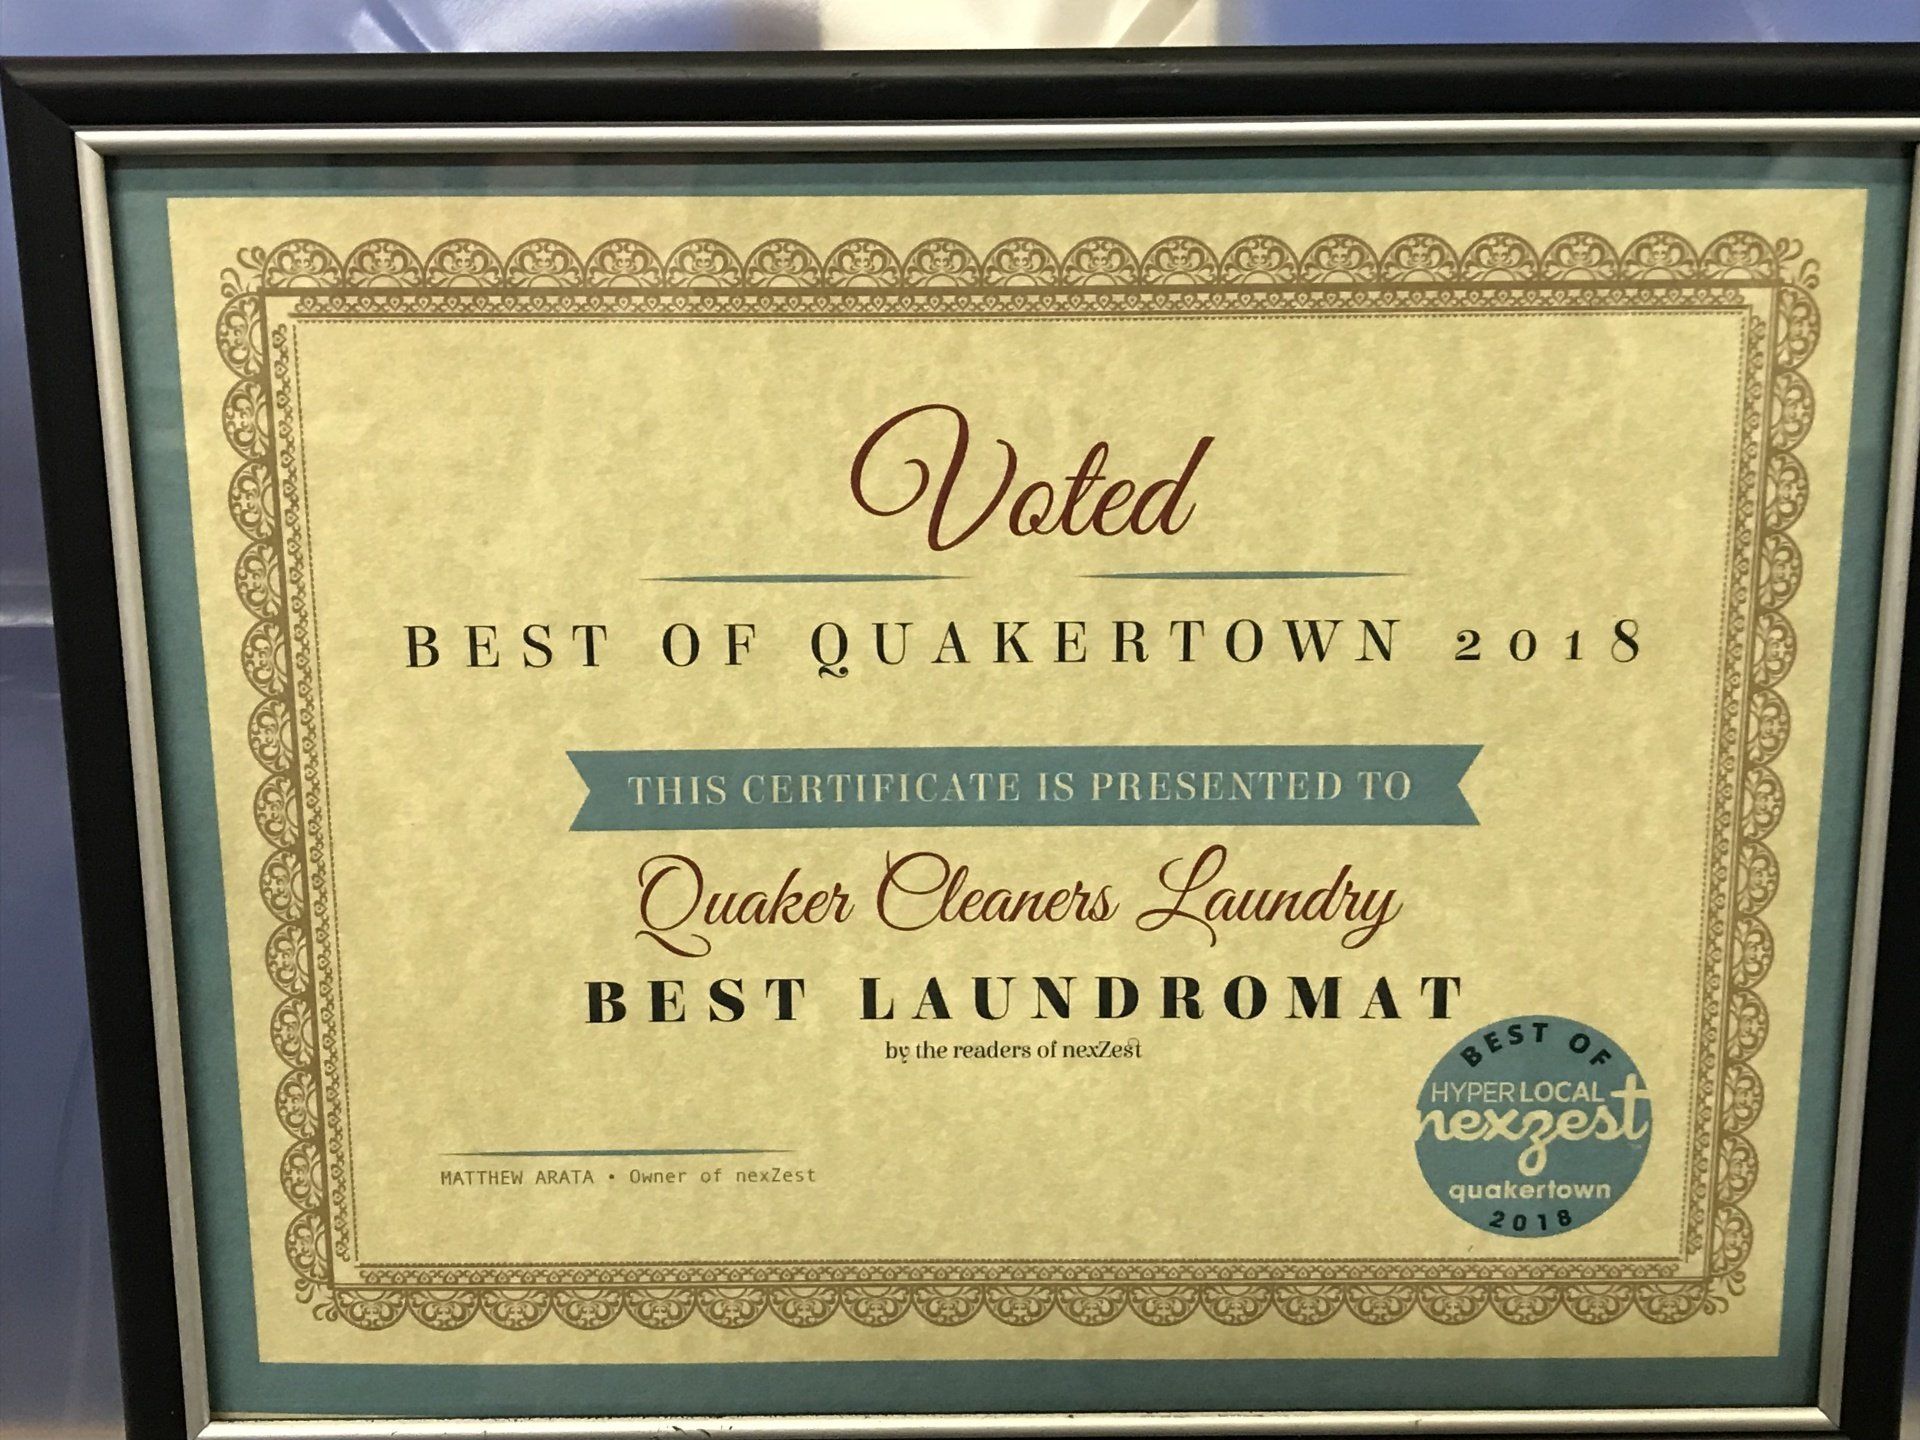 Voted
BEST OF QUAKERTOWN 2018
THIS CERTIFICATE IS PRESENTED TO
Quaker Cleaners Laundry
BEST LAUNDROMAT
by the readers of nexZest
MATTHEW ARATA • Owner of nexZest
BEST OF
HYPERLOCAL
nexzest
quakertown
2018